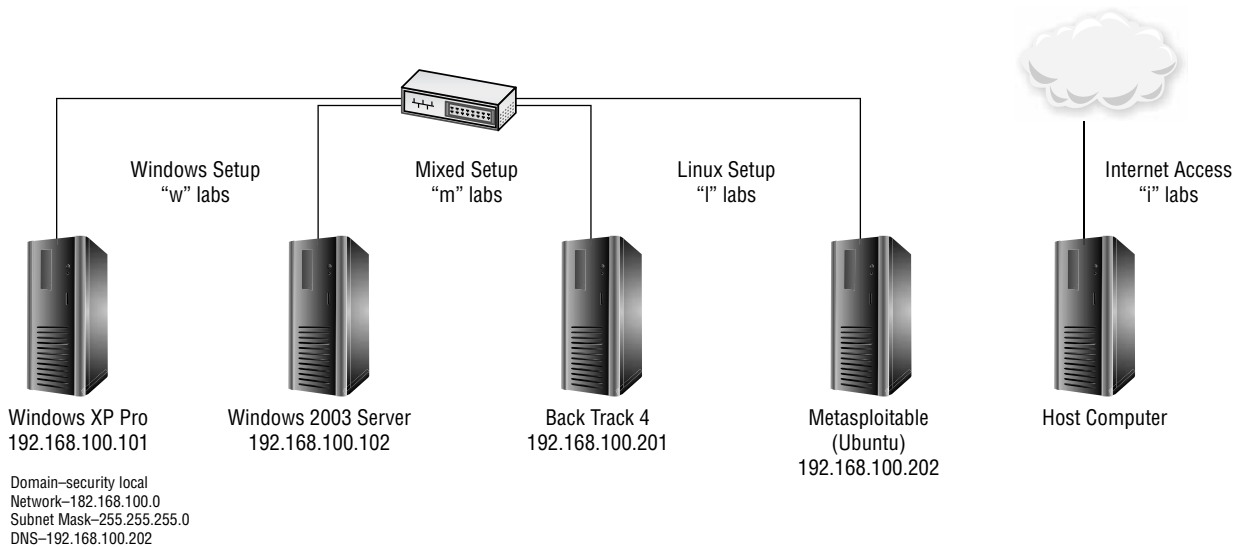 Windows Setup
“w” labs
Mixed Setup
“m” labs
Linux Setup
“l” labs
Internet Access
“i” labs
Windows XP Pro
192.168.100.101
Windows 2003 Server
192.168.100.102
Back Track 4
192.168.100.201
Metasploitable
(Ubuntu)
192.168.100.202
Host Computer
Domain–security local
Network–182.168.100.0
Subnet Mask–255.255.255.0
DNS–192.168.100.202